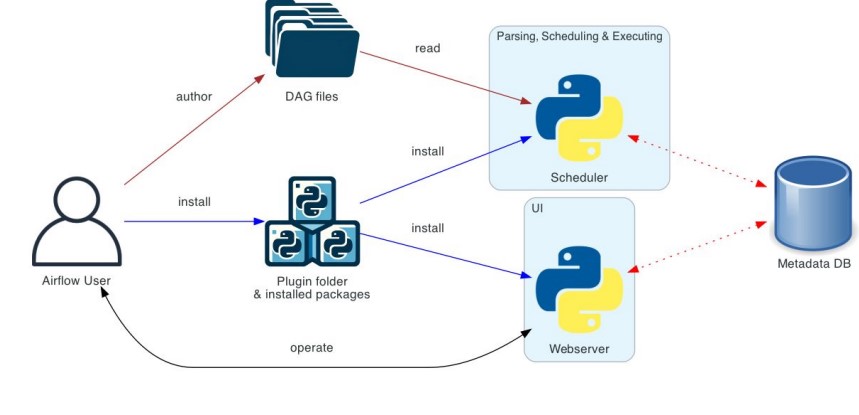 read
Parsing, Scheduling & Executing
author
DAG files
install
Scheduler
install
UI
install
Metadata DB
Airflow User
Plugin folder
& installed packages
operate
Webserver